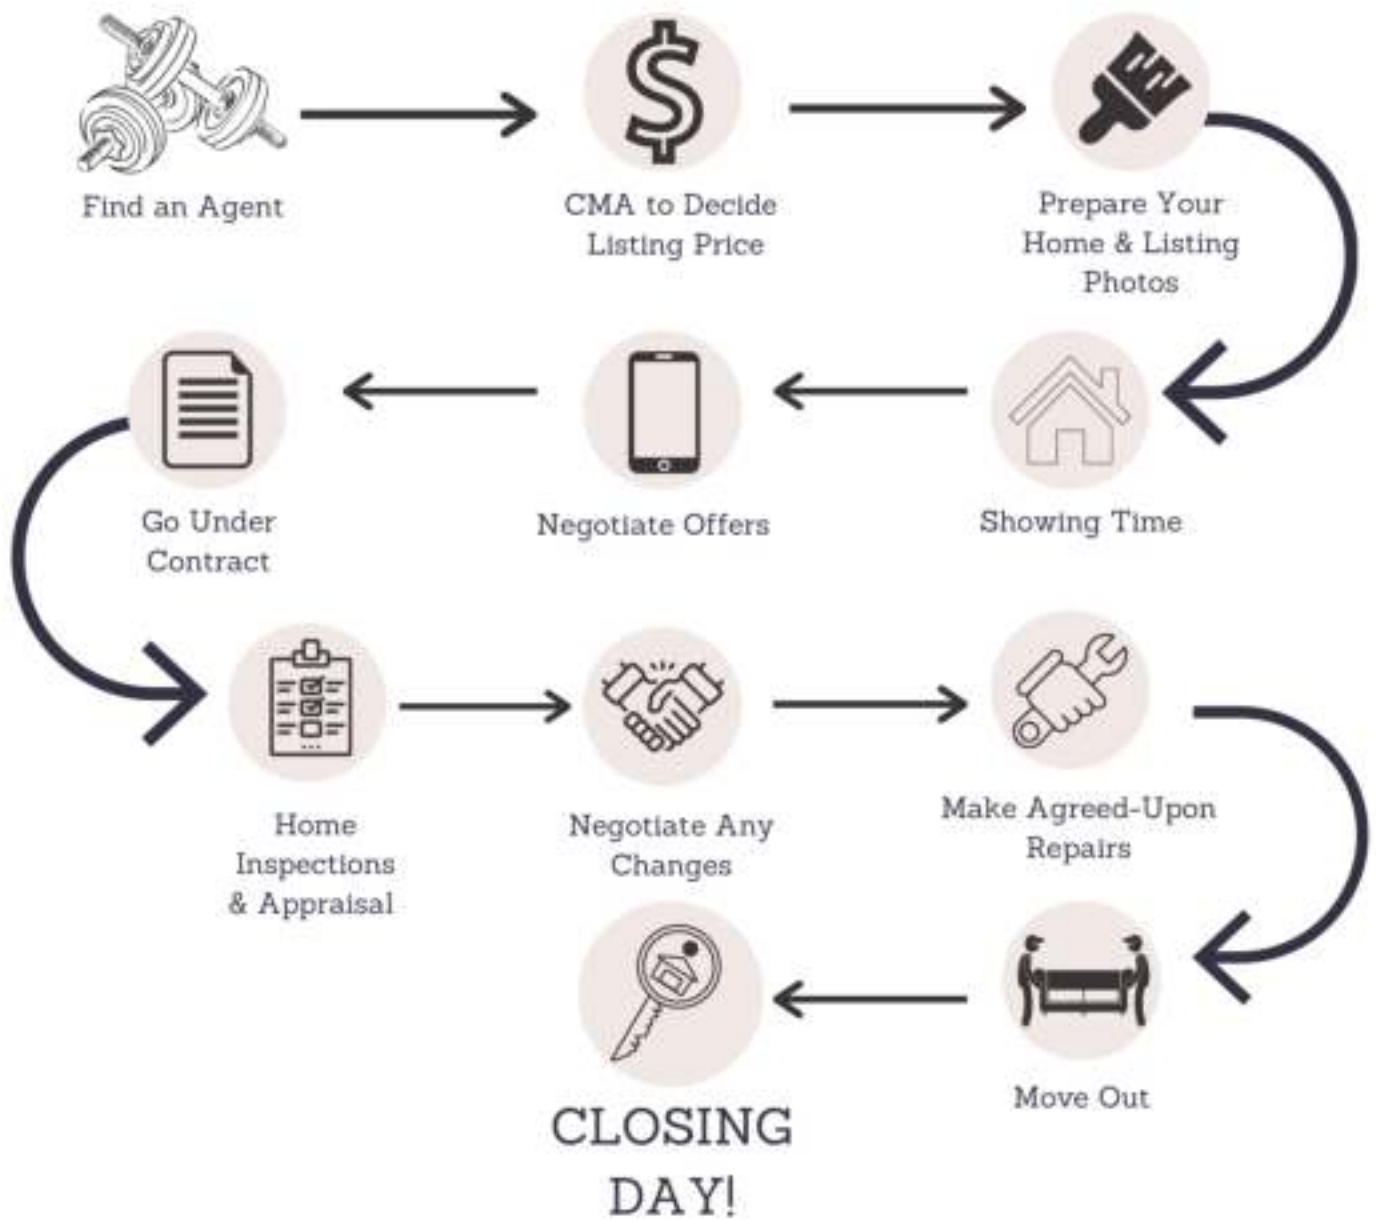 Find an Agent
CMA to Decide
Listing Price
Prepare Your
Home & Listing
Photos
Showing Time
Negotiate Offers
Go Under
Contract
Home
Inspections
& Appraisal
Negotiate Any
Changes
Make Agreed-Upon
Repairs
Move Out
CLOSING
DAY!